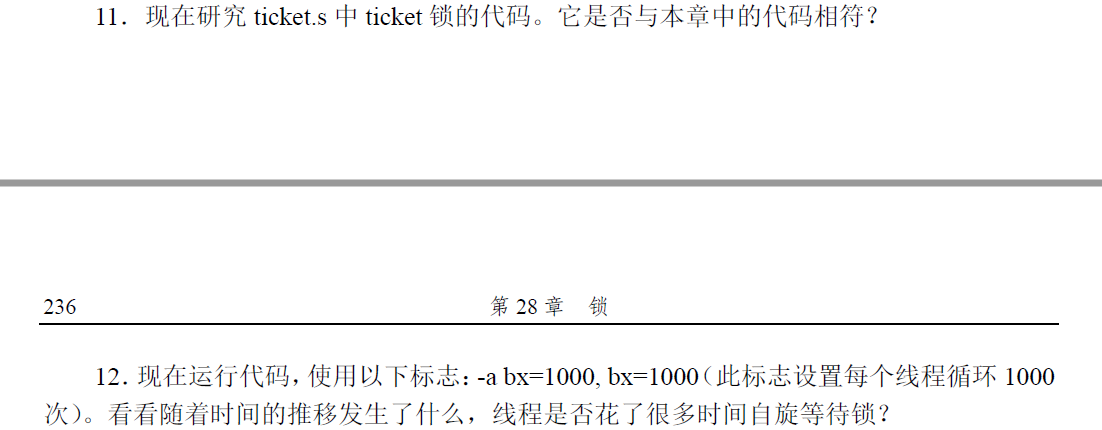 11．现在研究 ticket.s 中 ticket 锁的代码。它是否与本章中的代码相符？
236 第 28 章 锁
12．现在运行代码，使用以下标志：-a bx=1000, bx=1000（此标志设置每个线程循环 1000
次）。看看随着时间的推移发生了什么，线程是否花了很多时间自旋等待锁？